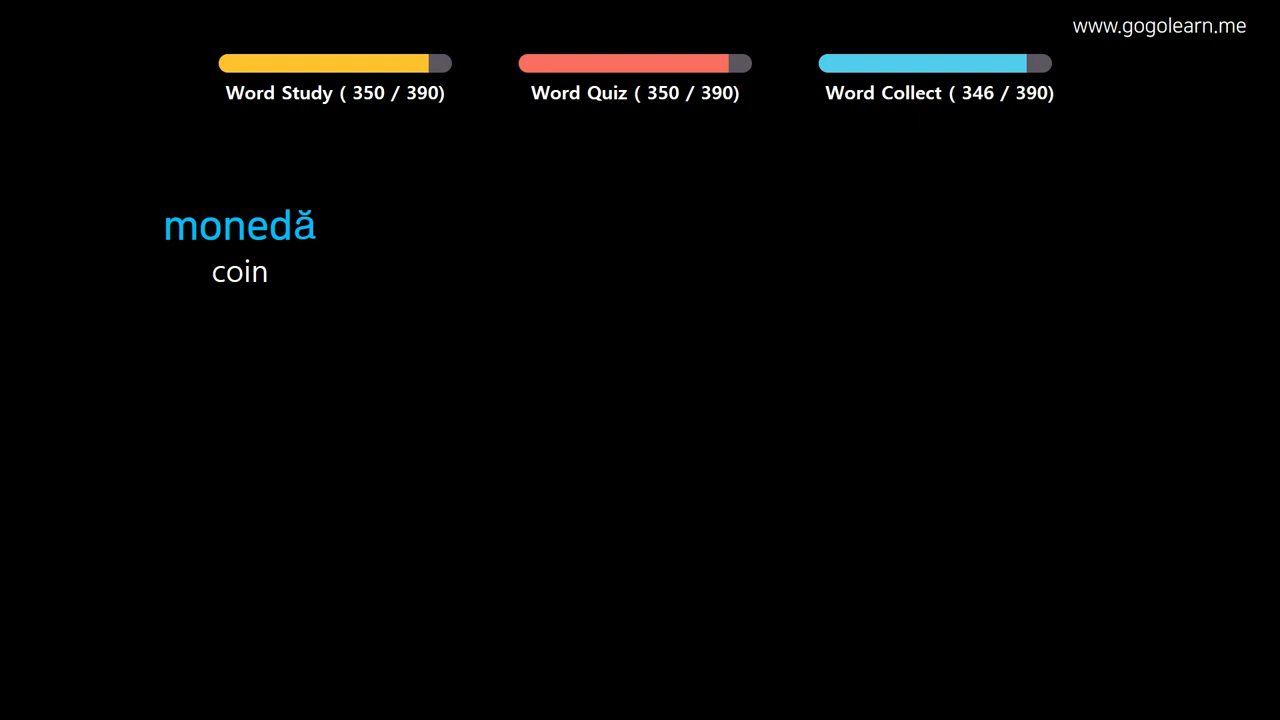 www.gogolearn.me
Word Study ( 350 / 390)
Word Quiz ( 350 / 390)
Word Collect ( 346 / 390)
monedă
coin